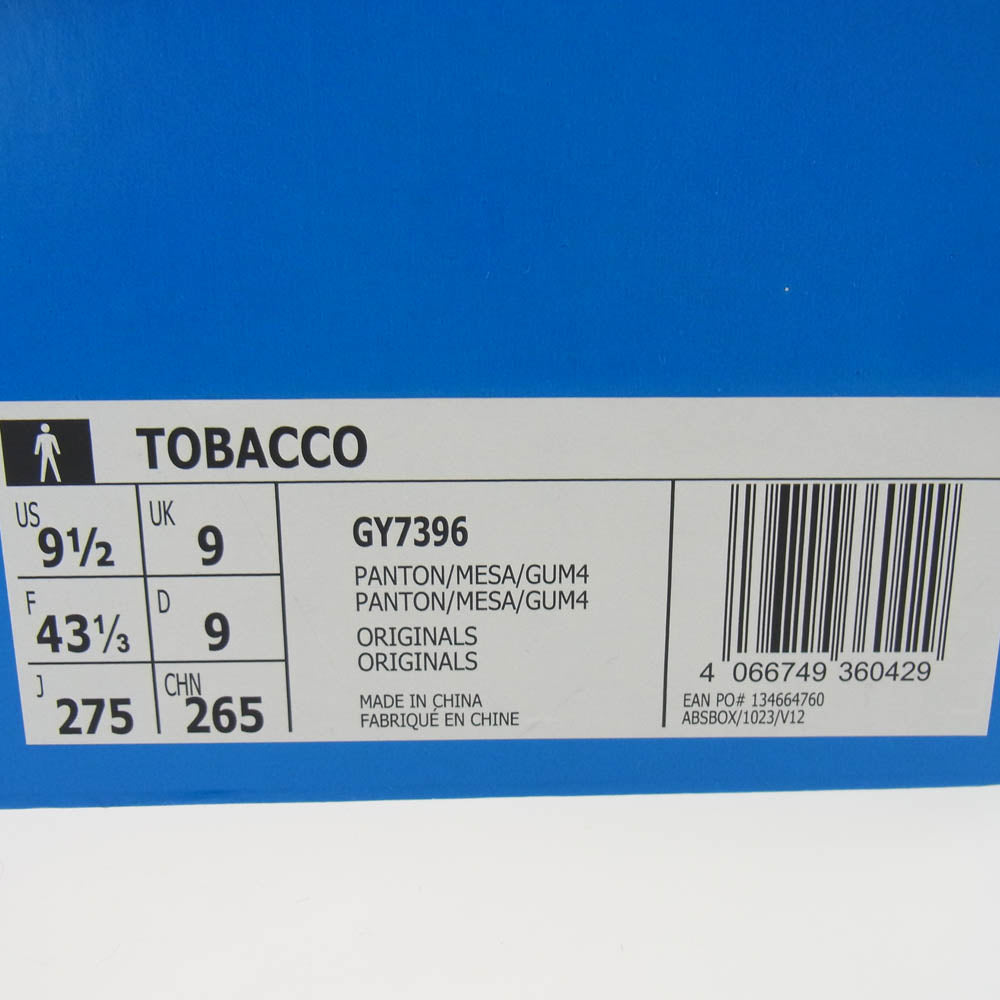 TOBACCO
US 9½
UK 9
F 43⅓
D 9
J 275
CHN 265
GY7396
PANTON/MESA/GUM4
PANTON/MESA/GUM4
ORIGINALS
ORIGINALS
MADE IN CHINA
FABRIQUÉ EN CHINE
4 066749 360429
EAN PO# 134664760
ABSBOX/1023/V12